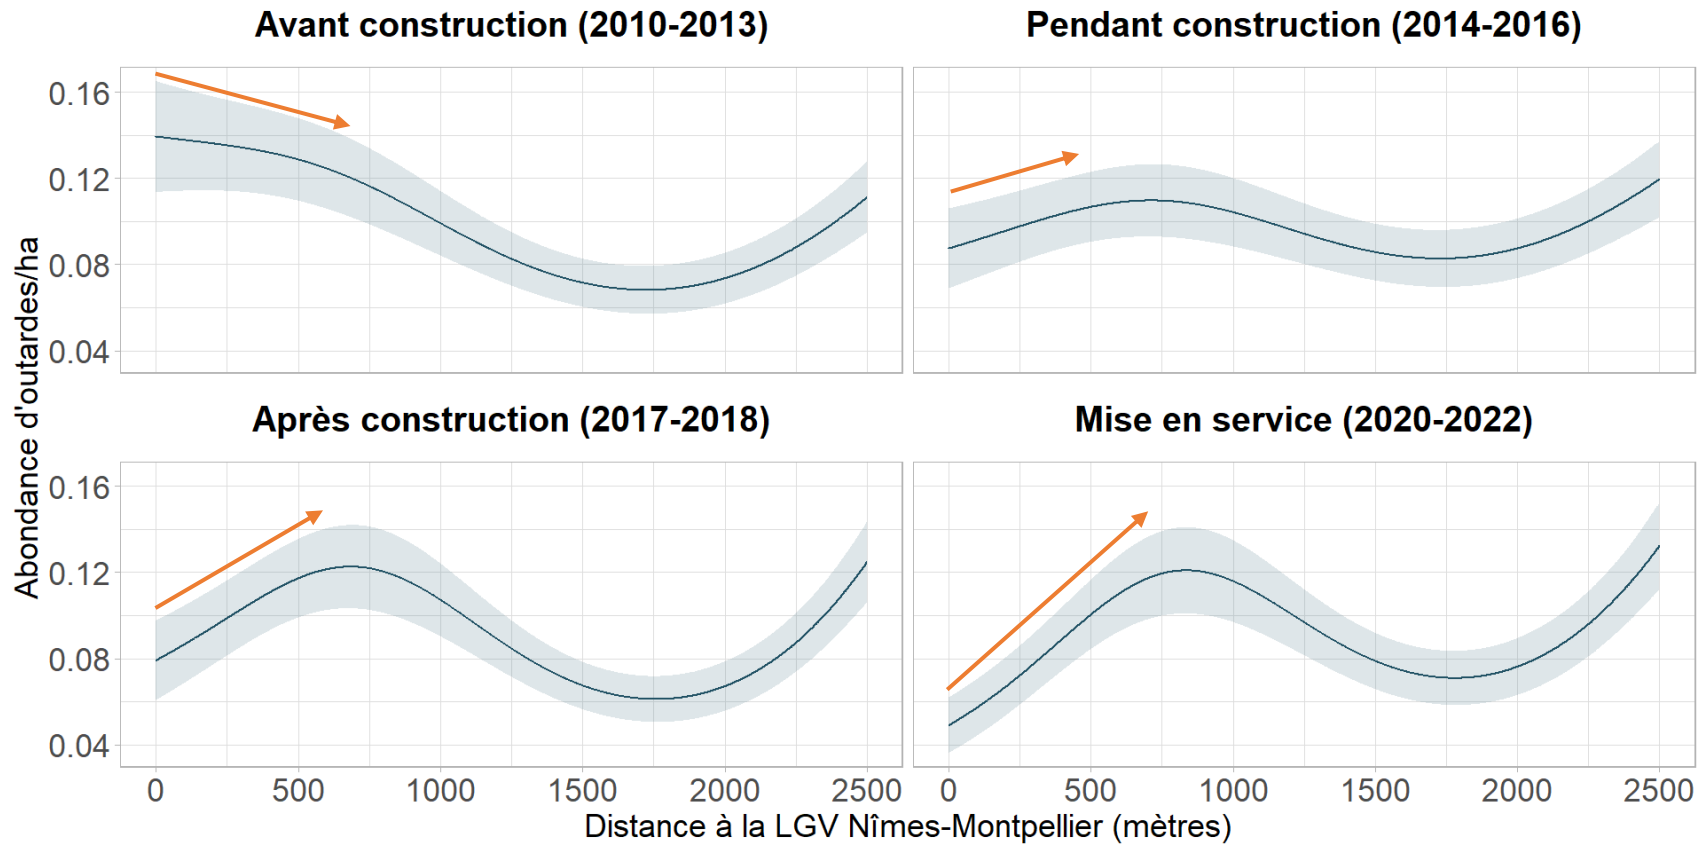 Avant construction (2010-2013)
Pendant construction (2014-2016)
Abondance d'outardes/ha
0.16
0.12
0.08
0.04
Après construction (2017-2018)
Mise en service (2020-2022)
0.16
0.12
0.08
0.04
0 500 1000 1500 2000 2500
0 500 1000 1500 2000 2500
Distance à la LGV Nîmes-Montpellier (mètres)